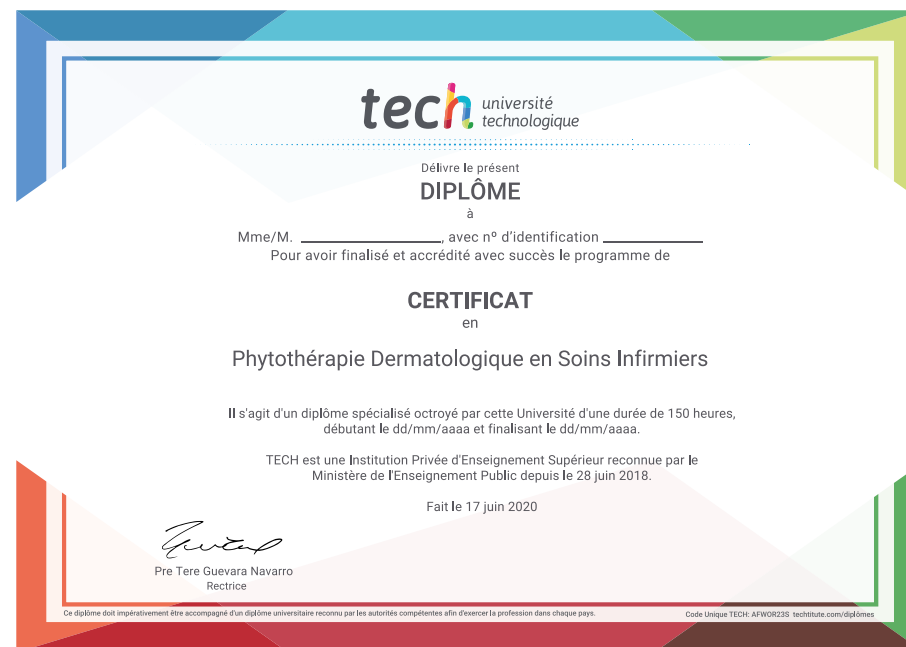 tech université
technologique
Délivre le présent
DIPLÔME
à
Mme/M. ____________________, avec nº d'identification ______________
Pour avoir finalisé et accrédité avec succès le programme de
CERTIFICAT
en
Phytothérapie Dermatologique en Soins Infirmiers
Il s'agit d'un diplôme spécialisé octroyé par cette Université d'une durée de 150 heures,
débutant le dd/mm/aaaa et finalisant le dd/mm/aaaa.
TECH est une Institution Privée d'Enseignement Supérieur reconnue par le
Ministère de l'Enseignement Public depuis le 28 juin 2018.
Fait le 17 juin 2020
Pre Tere Guevara Navarro
Rectrice
Ce diplôme doit impérativement être accompagné d'un diplôme universitaire reconnu par les autorités compétentes afin d'exercer la profession dans chaque pays.
Code Unique TECH: AFWOR23S techtitute.com/diplômes